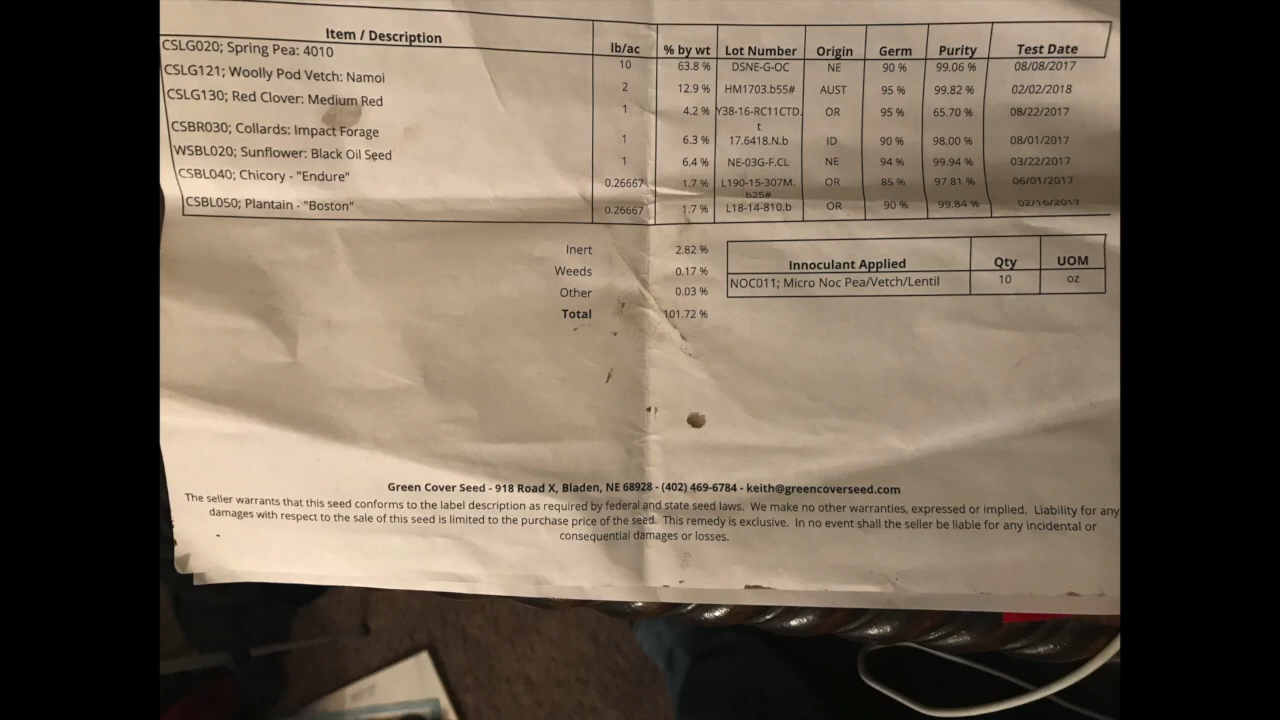 Item / Description lb/ac % by wt Lot Number Origin Germ Purity Test Date
CSLG020; Spring Pea: 4010 10 63.8 % DSNE-G-OC NE 90 % 99.06 % 08/08/2017
CSLG121; Woolly Pod Vetch: Namoi 2 12.9 % HM1703.b55# AUST 95 % 99.82 % 02/02/2018
CSLG130; Red Clover: Medium Red 1 4.2 % Y38-16-RC11CTD. OR 95 % 65.70 % 08/22/2017
t
CSBR030; Collards: Impact Forage 1 6.3 % 17.6418.N.b ID 90 % 98.00 % 08/01/2017
WSBL020; Sunflower: Black Oil Seed 1 6.4 % NE-03G-F.CL NE 94 % 99.94 % 03/22/2017
CSBL040; Chicory - "Endure" 0.26667 1.7 % L190-15-307M. OR 85 % 97.81 % 06/01/2017
b25#
CSBL050; Plantain - "Boston" 0.26667 1.7 % L18-14-810.b OR 90 % 99.84 % 02/16/2017
Inert 2.82 %
Weeds 0.17 %
Other 0.03 %
Total 101.72 %
Innoculant Applied Qty UOM
NOC011; Micro Noc Pea/Vetch/Lentil 10 oz
Green Cover Seed - 918 Road X, Bladen, NE 68928 - (402) 469-6784 - keith@greencoverseed.com
The seller warrants that this seed conforms to the label description as required by federal and state seed laws. We make no other warranties, expressed or implied. Liability for any
damages with respect to the sale of this seed is limited to the purchase price of the seed. This remedy is exclusive. In no event shall the seller be liable for any incidental or
consequential damages or losses.